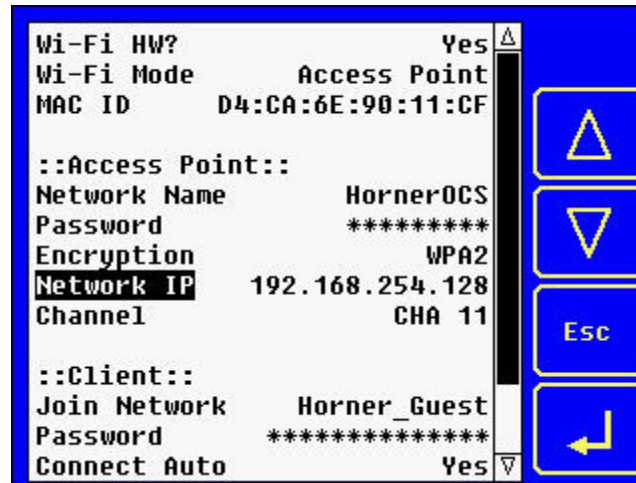 Wi-Fi HW? Yes
Wi-Fi Mode Access Point
MAC ID D4:CA:6E:90:11:CF
::Access Point::
Network Name HornerOCS
Password *********
Encryption WPA2
Network IP 192.168.254.128
Channel CHA 11
Esc
::Client::
Join Network Horner_Guest
Password **************
Connect Auto Yes